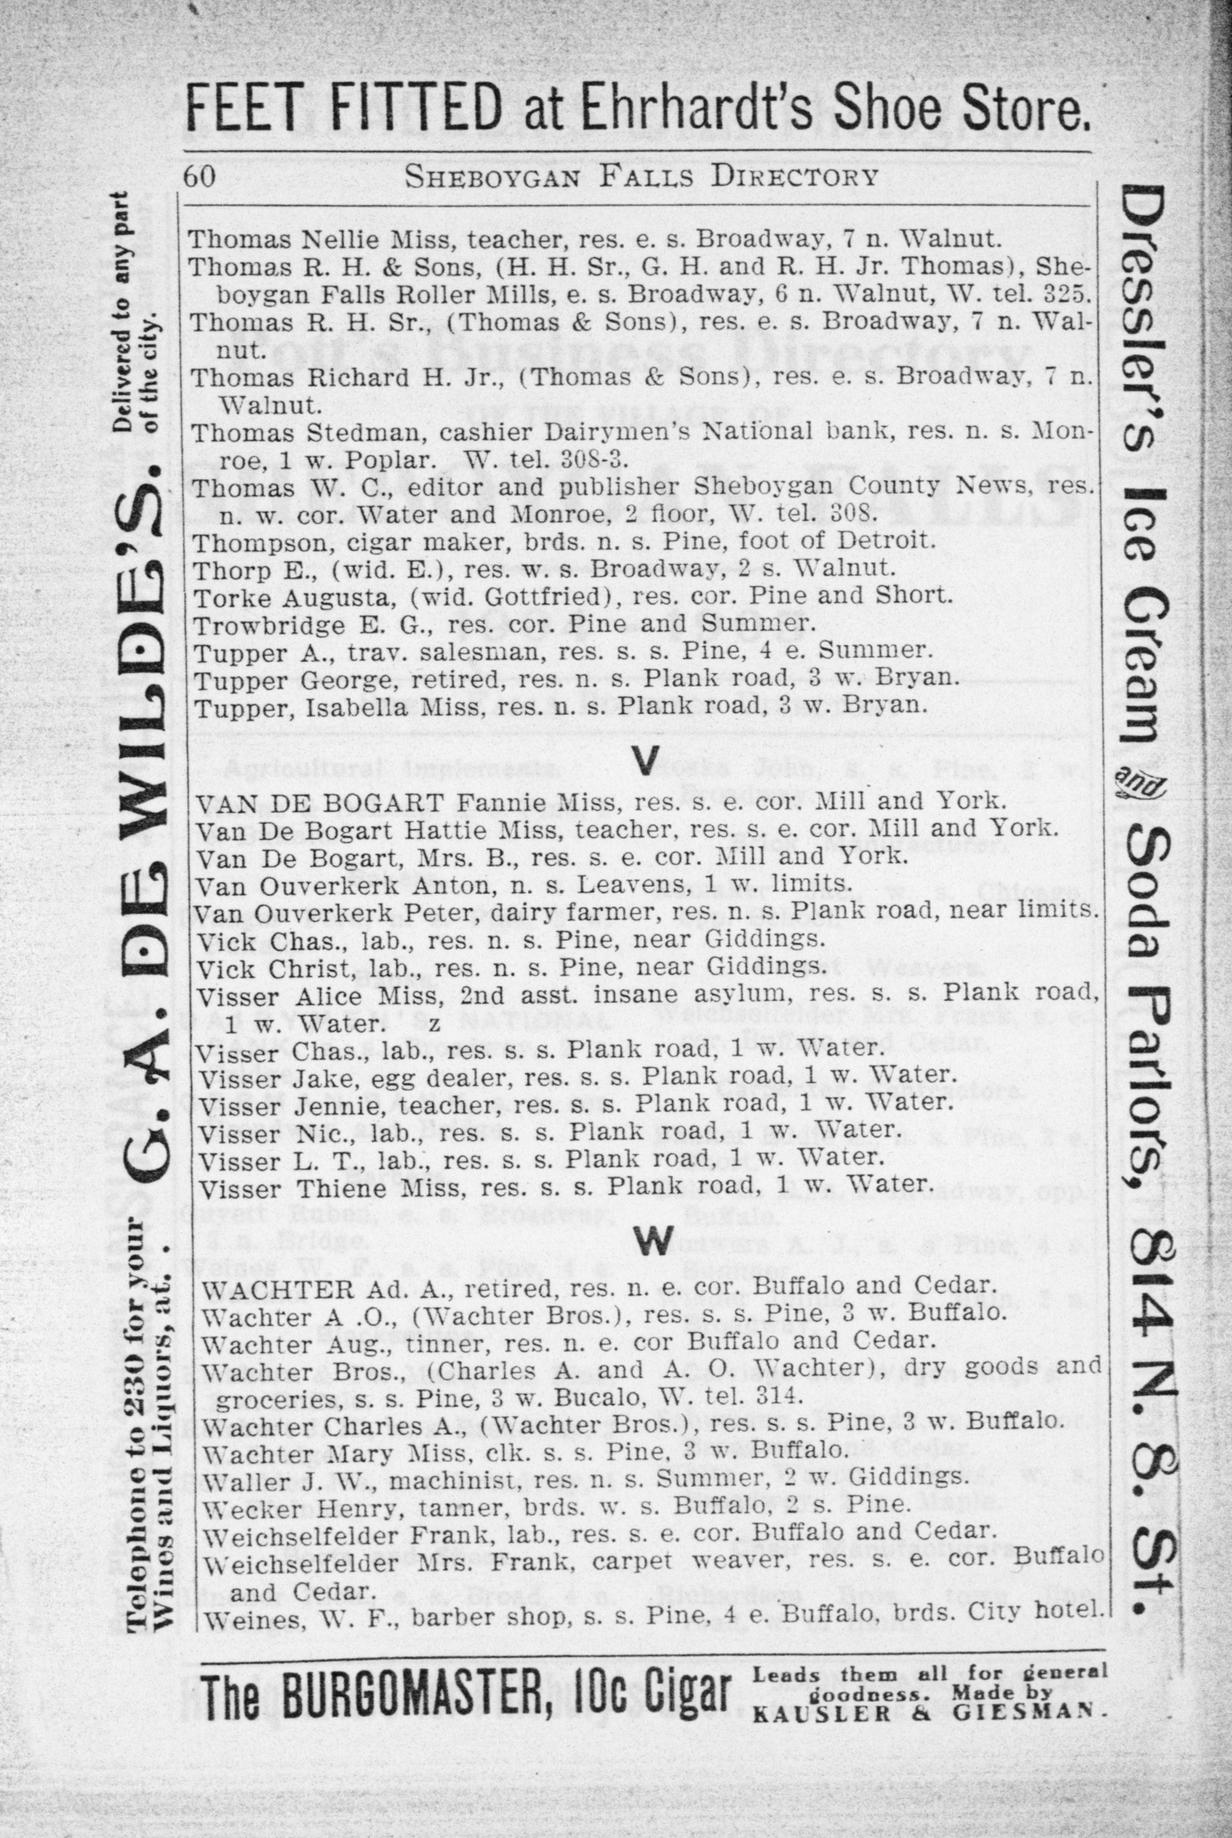 FEET FITTED at Ehrhardt's Shoe Store.
60 SHEBOYGAN FALLS DIRECTORY
Thomas Nellie Miss, teacher, res. e. s. Broadway, 7 n. Walnut.
Thomas R. H. & Sons, (H. H. Sr., G. H. and R. H. Jr. Thomas), She-
boygan Falls Roller Mills, e. s. Broadway, 6 n. Walnut, W. tel. 325.
Thomas R. H. Sr., (Thomas & Sons), res. e. s. Broadway, 7 n. Wal-
nut.
Thomas Richard H. Jr., (Thomas & Sons), res. e. s. Broadway, 7 n.
Walnut.
Thomas Stedman, cashier Dairymen's National bank, res. n. s. Mon-
roe, 1 w. Poplar. W. tel. 308-3.
Thomas W. C., editor and publisher Sheboygan County News, res.
n. w. cor. Water and Monroe, 2 floor, W. tel. 308.
Thompson, cigar maker, brds. n. s. Pine, foot of Detroit.
Thorp E., (wid. E.), res. w. s. Broadway, 2 s. Walnut.
Torke Augusta, (wid. Gottfried), res. cor. Pine and Short.
Trowbridge E. G., res. cor. Pine and Summer.
Tupper A., trav. salesman, res. s. s. Pine, 4 e. Summer.
Tupper George, retired, res. n. s. Plank road, 3 w. Bryan.
Tupper, Isabella Miss, res. n. s. Plank road, 3 w. Bryan.
V
VAN DE BOGART Fannie Miss, res. s. e. cor. Mill and York.
Van De Bogart Hattie Miss, teacher, res. s. e. cor. Mill and York.
Van De Bogart, Mrs. B., res. s. e. cor. Mill and York.
Van Ouverkerk Anton, n. s. Leavens, 1 w. limits.
Van Ouverkerk Peter, dairy farmer, res. n. s. Plank road, near limits.
Vick Chas., lab., res. n. s. Pine, near Giddings.
Vick Christ, lab., res. n. s. Pine, near Giddings.
Visser Alice Miss, 2nd asst. insane asylum, res. s. s. Plank road,
1 w. Water. z
Visser Chas., lab., res. s. s. Plank road, 1 w. Water.
Visser Jake, egg dealer, res. s. s. Plank road, 1 w. Water.
Visser Jennie, teacher, res. s. s. Plank road, 1 w. Water.
Visser Nic., lab., res. s. s. Plank road, 1 w. Water.
Visser L. T., lab., res. s. s. Plank road, 1 w. Water.
Visser Thiene Miss, res. s. s. Plank road, 1 w. Water.
W
WACHTER Ad. A., retired, res. n. e. cor. Buffalo and Cedar.
Wachter A .O., (Wachter Bros.), res. s. s. Pine, 3 w. Buffalo.
Wachter Aug., tinner, res. n. e. cor Buffalo and Cedar.
Wachter Bros., (Charles A. and A. O. Wachter), dry goods and
groceries, s. s. Pine, 3 w. Bucalo, W. tel. 314.
Wachter Charles A., (Wachter Bros.), res. s. s. Pine, 3 w. Buffalo.
Wachter Mary Miss, clk. s. s. Pine, 3 w. Buffalo.
Waller J. W., machinist, res. n. s. Summer, 2 w. Giddings.
Wecker Henry, tanner, brds. w. s. Buffalo, 2 s. Pine.
Weichselfelder Frank, lab., res. s. e. cor. Buffalo and Cedar.
Weichselfelder Mrs. Frank, carpet weaver, res. s. e. cor. Buffalo
and Cedar.
Weines, W. F., barber shop, s. s. Pine, 4 e. Buffalo, brds. City hotel.
The BURGOMASTER, 10c Cigar
Leads them all for general
goodness. Made by
KAUSLER & GIESMAN.
Telephone to 230 for your
Wines and Liquors, at. .
G. A. DE WILDE'S.
Delivered to any part
of the city.
Dressler's Ice Cream and Soda Parlors, 814 N. 8. St.